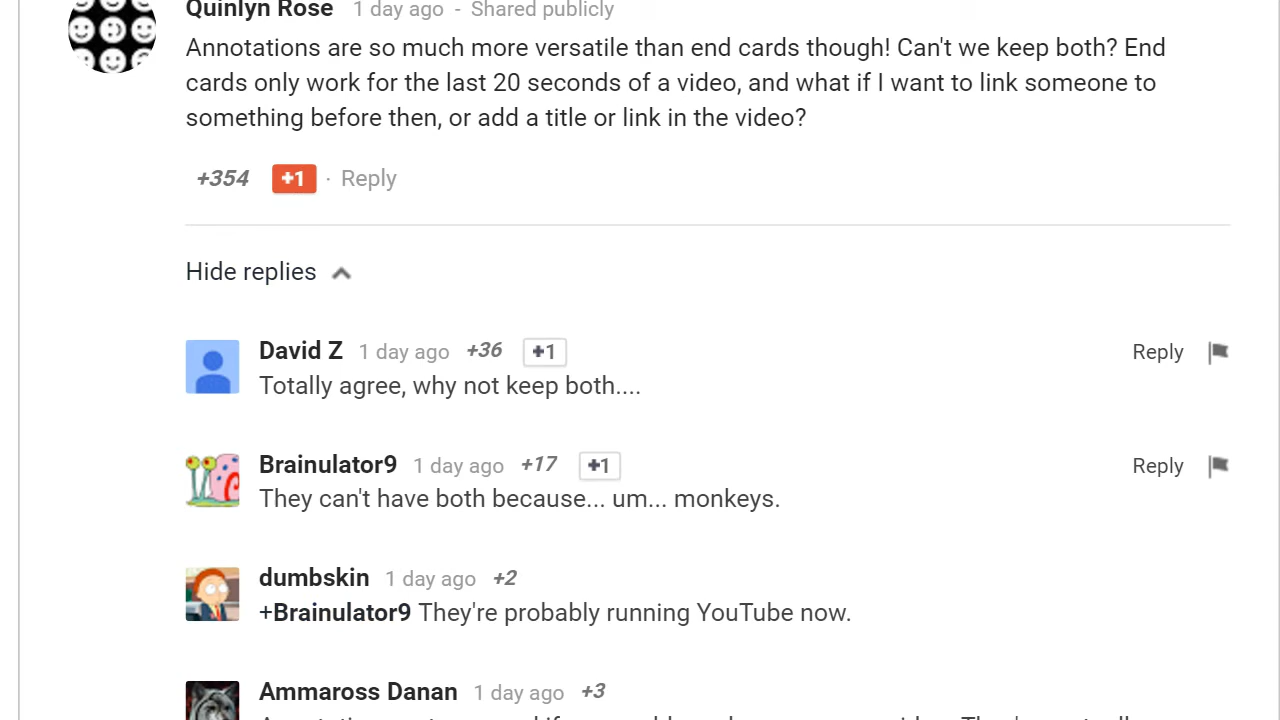 Quinlyn Rose 1 day ago - Shared publicly
Annotations are so much more versatile than end cards though! Can't we keep both? End
cards only work for the last 20 seconds of a video, and what if I want to link someone to
something before then, or add a title or link in the video?
+354 +1 · Reply
Hide replies
David Z 1 day ago +36 +1 Reply
Totally agree, why not keep both....
Brainulator9 1 day ago +17 +1 Reply
They can't have both because... um... monkeys.
dumbskin 1 day ago +2
+Brainulator9 They're probably running YouTube now.
Ammaross Danan 1 day ago +3